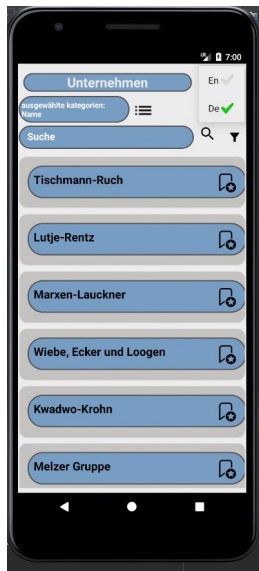 7:00
Unternehmen
En
ausgewählte kategorien:
Name
De
Suche
Tischmann-Ruch
Lutje-Rentz
Marxen-Lauckner
Wiebe, Ecker und Loogen
Kwadwo-Krohn
Melzer Gruppe